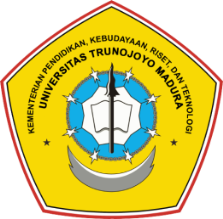 KEMENTERIAN PENDIDIKAN, KEBUDAYAAN, RISET, DAN TEKNOLOGI
UNIVERSITAS TRUNOJOYO MADURA